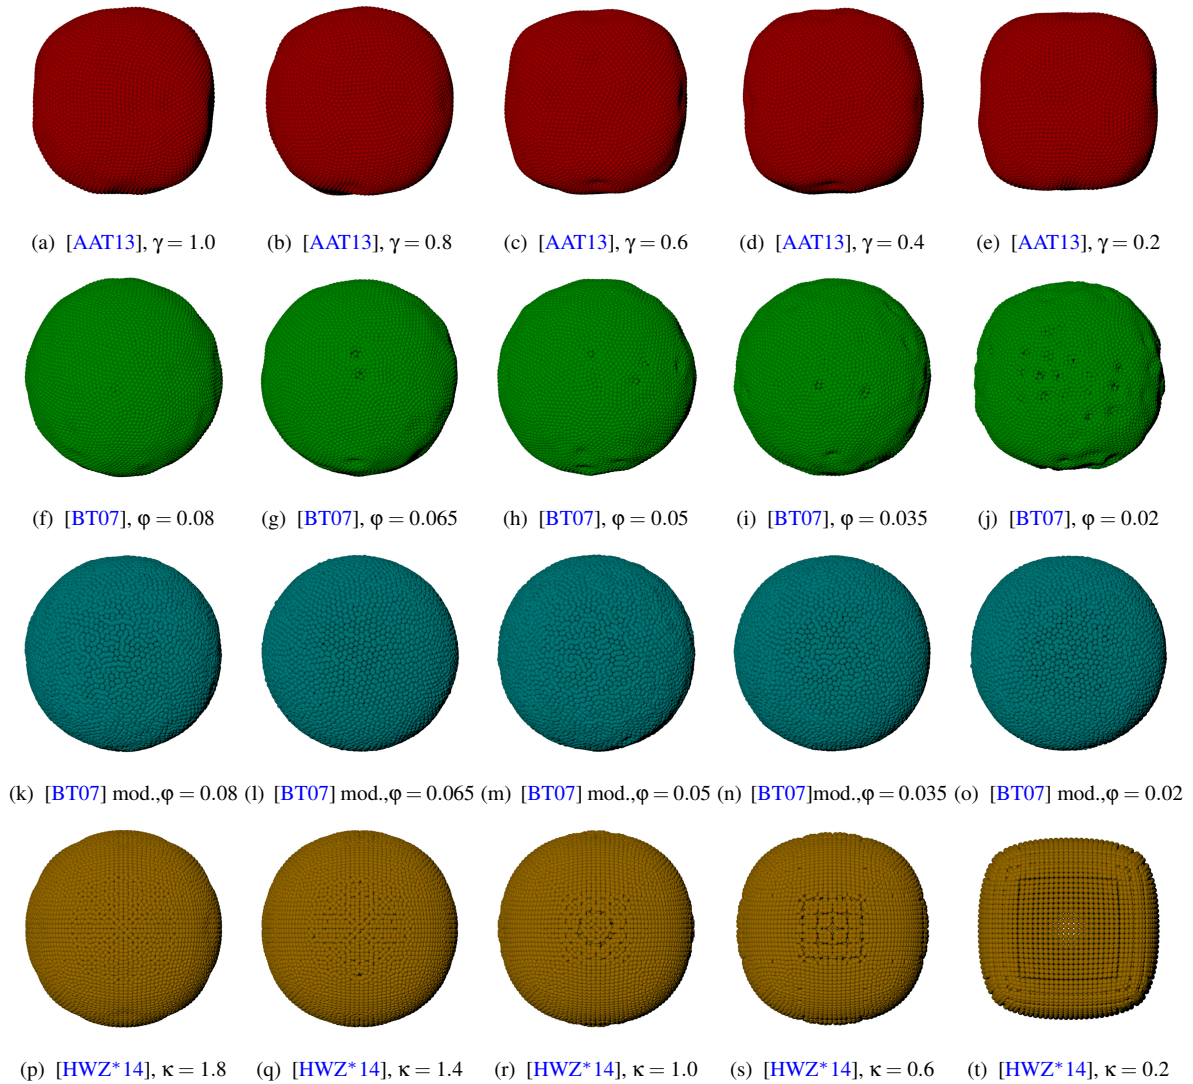 (a) [AAT13], γ = 1.0 (b) [AAT13], γ = 0.8 (c) [AAT13], γ = 0.6 (d) [AAT13], γ = 0.4 (e) [AAT13], γ = 0.2
(f) [BT07], φ = 0.08 (g) [BT07], φ = 0.065 (h) [BT07], φ = 0.05 (i) [BT07], φ = 0.035 (j) [BT07], φ = 0.02
(k) [BT07] mod.,φ = 0.08 (l) [BT07] mod.,φ = 0.065 (m) [BT07] mod.,φ = 0.05 (n) [BT07]mod.,φ = 0.035 (o) [BT07] mod.,φ = 0.02
(p) [HWZ*14], κ = 1.8 (q) [HWZ*14], κ = 1.4 (r) [HWZ*14], κ = 1.0 (s) [HWZ*14], κ = 0.6 (t) [HWZ*14], κ = 0.2